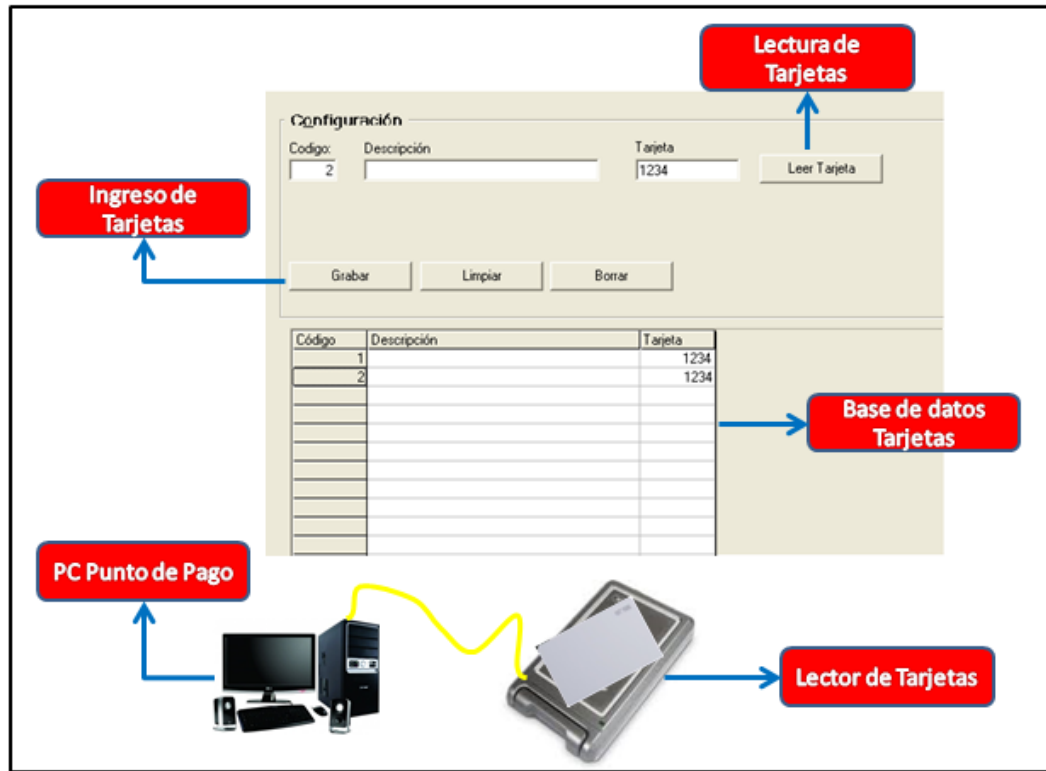 Lectura de
Tarjetas
Configuración
Codigo: Descripción Tarjeta
2 1234 Leer Tarjeta
Ingreso de
Tarjetas
Grabar Limpiar Borrar
Código Descripción Tarjeta
1 1234
2 1234
Base de datos
Tarjetas
PC Punto de Pago
Lector de Tarjetas